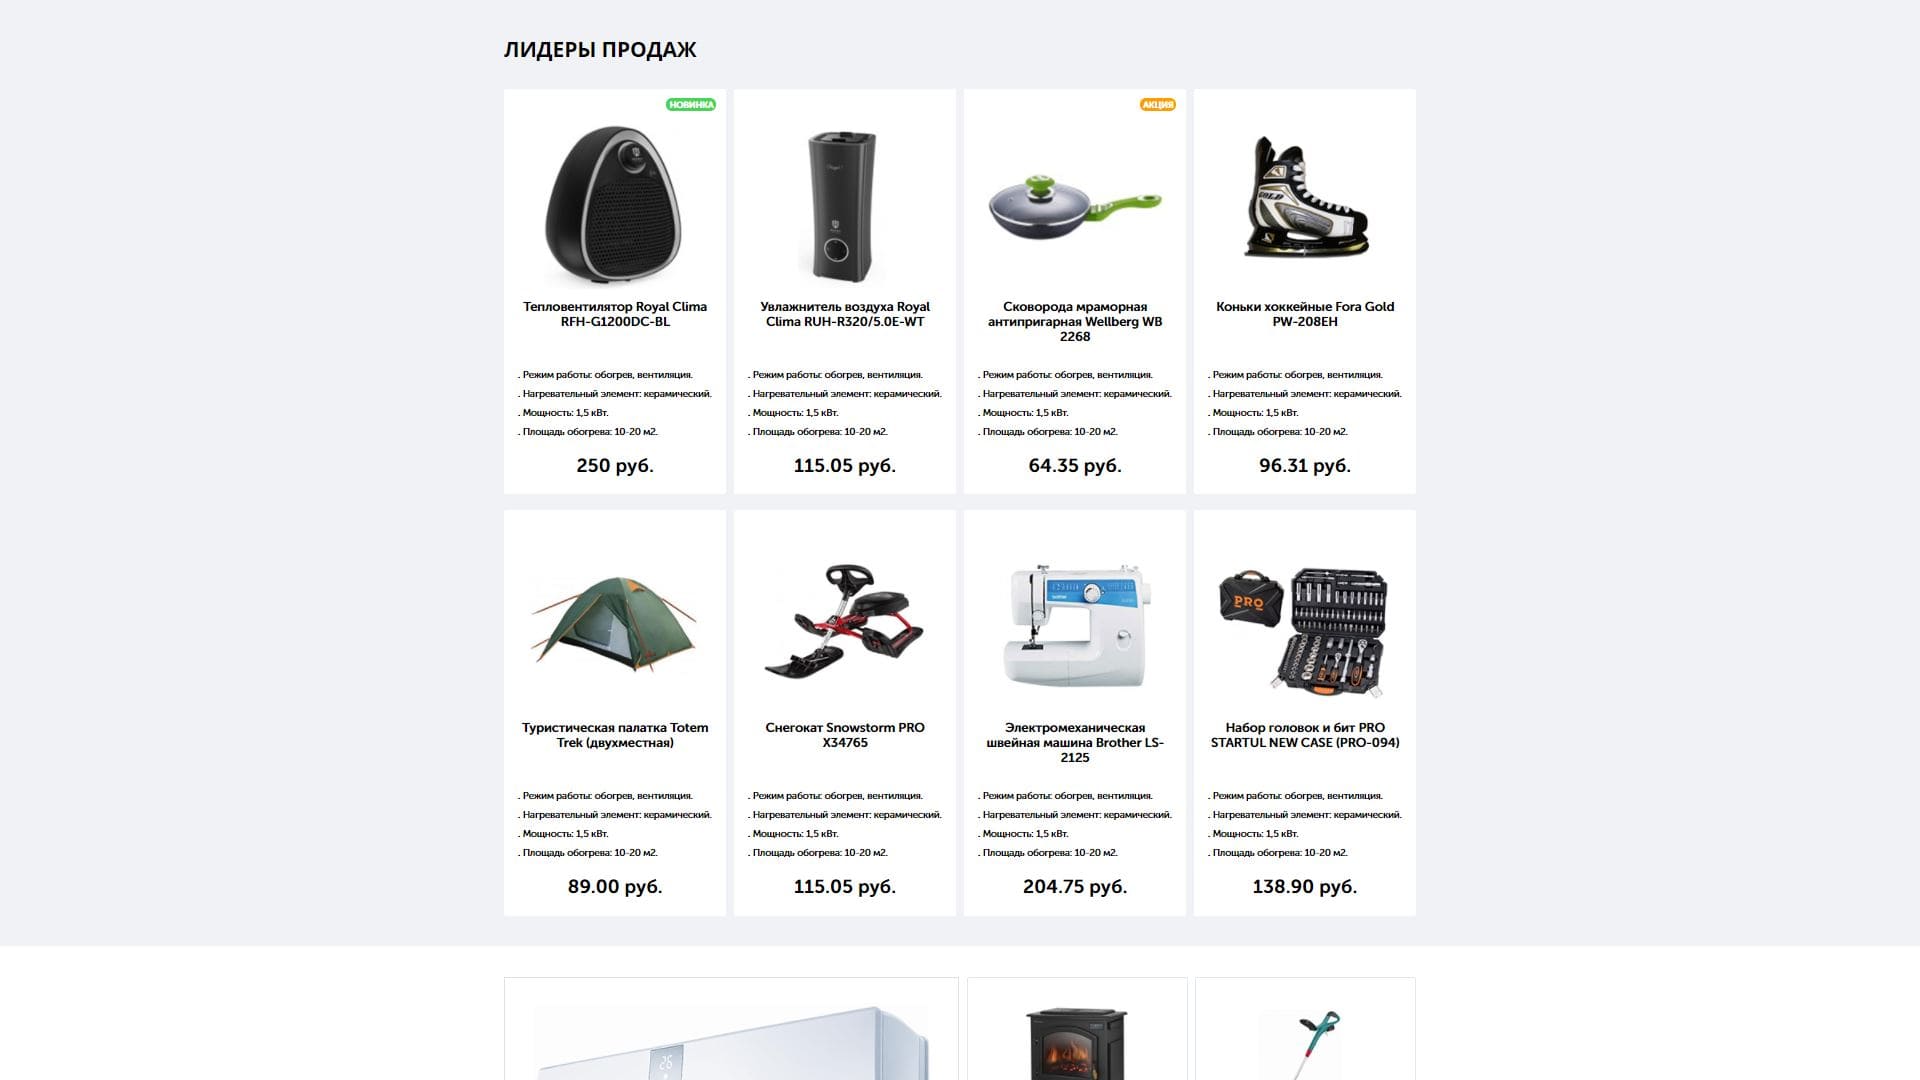 ЛИДЕРЫ ПРОДАЖ
НОВИНКА
АКЦИЯ
GOLD
Тепловентилятор Royal Clima
RFH-G1200DC-BL
Увлажнитель воздуха Royal
Clima RUH-R320/5.0E-WT
Сковорода мраморная
антипригарная Wellberg WB
2268
Коньки хоккейные Fora Gold
PW-208EH
. Режим работы: обогрев, вентиляция.
. Нагревательный элемент: керамический.
. Мощность: 1,5 кВт.
. Площадь обогрева: 10-20 м2.
. Режим работы: обогрев, вентиляция.
. Нагревательный элемент: керамический.
. Мощность: 1,5 кВт.
. Площадь обогрева: 10-20 м2.
. Режим работы: обогрев, вентиляция.
. Нагревательный элемент: керамический.
. Мощность: 1,5 кВт.
. Площадь обогрева: 10-20 м2.
. Режим работы: обогрев, вентиляция.
. Нагревательный элемент: керамический.
. Мощность: 1,5 кВт.
. Площадь обогрева: 10-20 м2.
250 руб.
115.05 руб.
64.35 руб.
96.31 руб.
PRO
Туристическая палатка Totem
Trek (двухместная)
Снегокат Snowstorm PRO
X34765
Электромеханическая
швейная машина Brother LS-
2125
Набор головок и бит PRO
STARTUL NEW CASE (PRO-094)
. Режим работы: обогрев, вентиляция.
. Нагревательный элемент: керамический.
. Мощность: 1,5 кВт.
. Площадь обогрева: 10-20 м2.
. Режим работы: обогрев, вентиляция.
. Нагревательный элемент: керамический.
. Мощность: 1,5 кВт.
. Площадь обогрева: 10-20 м2.
. Режим работы: обогрев, вентиляция.
. Нагревательный элемент: керамический.
. Мощность: 1,5 кВт.
. Площадь обогрева: 10-20 м2.
. Режим работы: обогрев, вентиляция.
. Нагревательный элемент: керамический.
. Мощность: 1,5 кВт.
. Площадь обогрева: 10-20 м2.
89.00 руб.
115.05 руб.
204.75 руб.
138.90 руб.
26